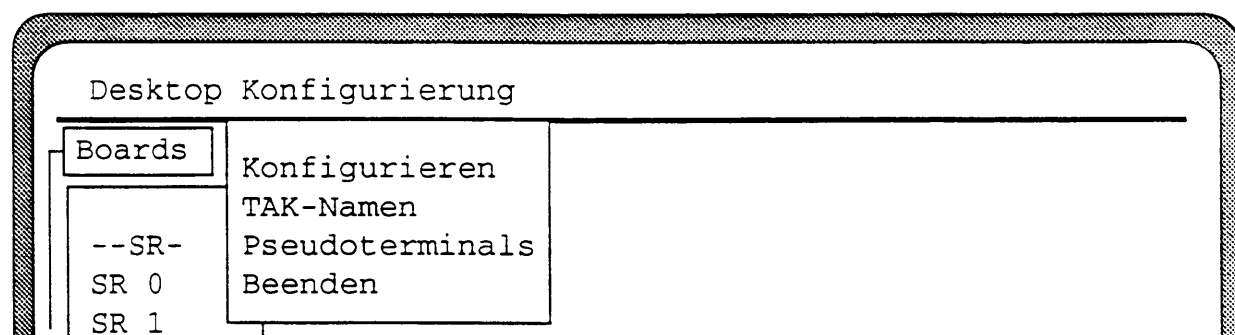 Desktop Konfigurierung
Boards
Konfigurieren
TAK-Namen
--SR-
Pseudoterminals
SR 0
Beenden
SR 1